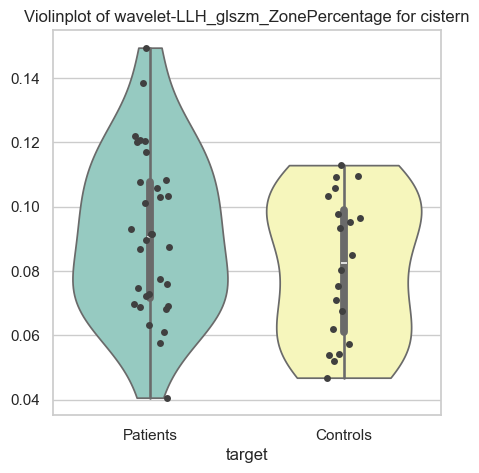 Violinplot of wavelet-LLH_glszm_ZonePercentage for cistern
0.14
0.12
0.10
0.08
0.06
0.04
Patients
Controls
target